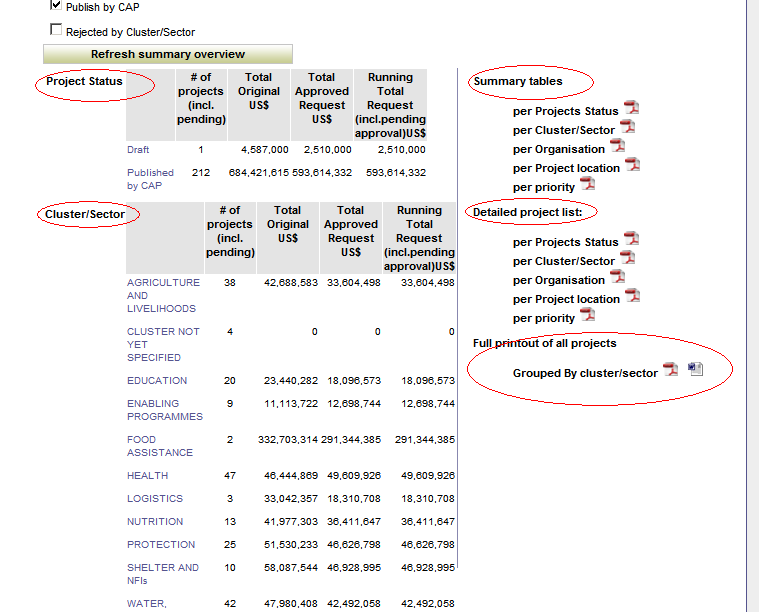 Publish by CAP
Rejected by Cluster/Sector
Refresh summary overview
Project Status
# of projects (incl. pending)
Total Original US$
Total Approved Request US$
Running Total Request (incl.pending approval)US$
Draft 1 4,587,000 2,510,000 2,510,000
Published by CAP 212 684,421,615 593,614,332 593,614,332
Cluster/Sector
# of projects (incl. pending)
Total Original US$
Total Approved Request US$
Running Total Request (incl.pending approval)US$
AGRICULTURE AND LIVELIHOODS 38 42,688,583 33,604,498 33,604,498
CLUSTER NOT YET SPECIFIED 4 0 0 0
EDUCATION 20 23,440,282 18,096,573 18,096,573
ENABLING PROGRAMMES 9 11,113,722 12,698,744 12,698,744
FOOD ASSISTANCE 2 332,703,314 291,344,385 291,344,385
HEALTH 47 46,444,869 49,609,926 49,609,926
LOGISTICS 3 33,042,357 18,310,708 18,310,708
NUTRITION 13 41,977,303 36,411,647 36,411,647
PROTECTION 25 51,530,233 46,626,798 46,626,798
SHELTER AND NFIs 10 58,087,544 46,928,995 46,928,995
WATER, 42 47,980,408 42,492,058 42,492,058
Summary tables
per Projects Status
per Cluster/Sector
per Organisation
per Project location
per priority
Detailed project list:
per Projects Status
per Cluster/Sector
per Organisation
per Project location
per priority
Full printout of all projects
Grouped By cluster/sector